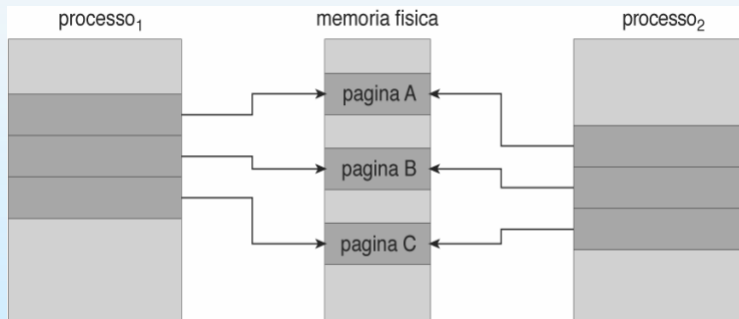 processo₁ memoria fisica processo₂
pagina A
pagina B
pagina C